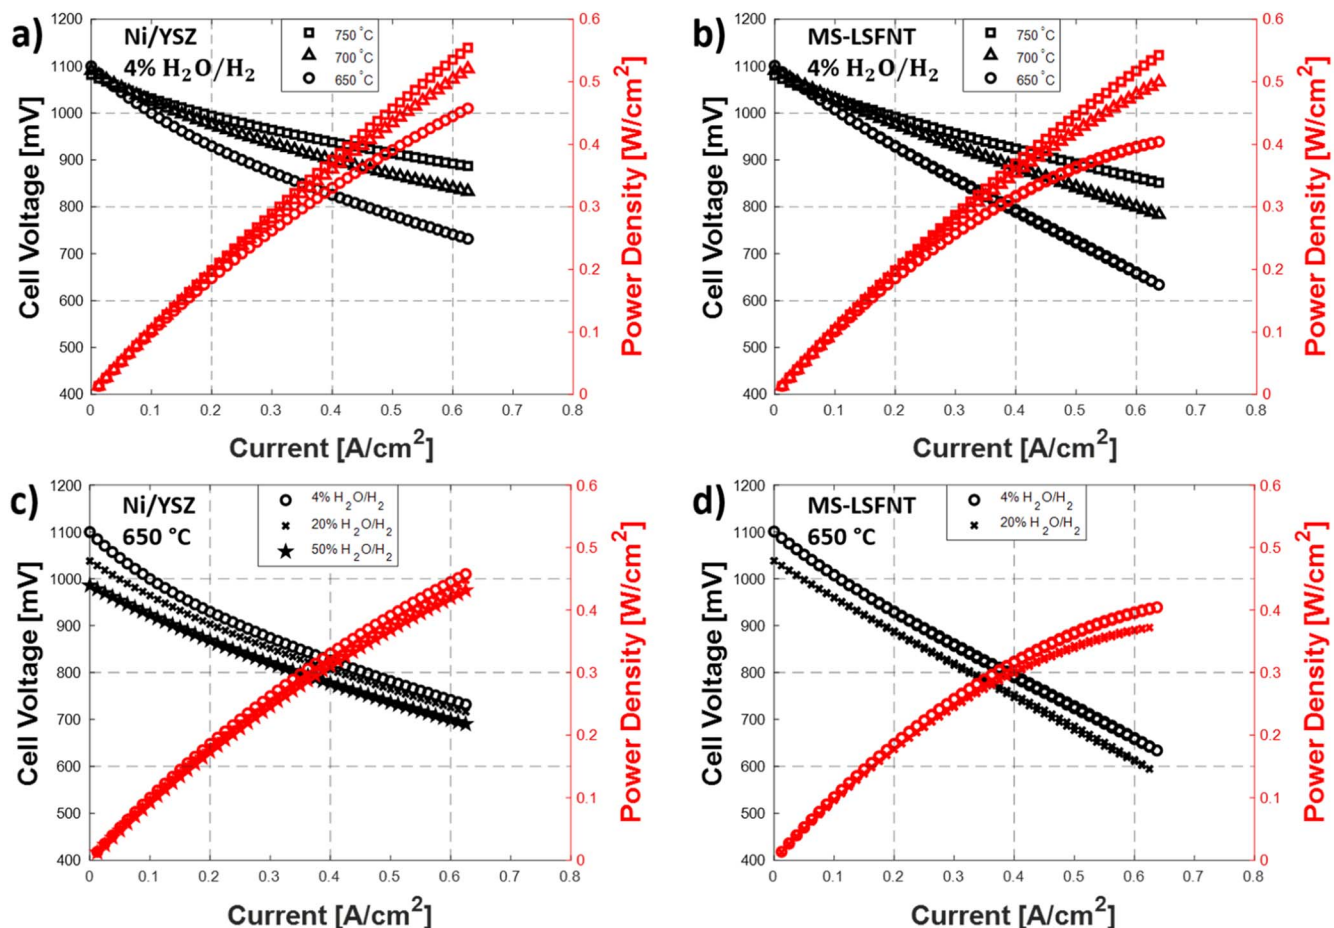 a)
Ni/YSZ
4% H₂O/H₂
750 °C
700 °C
650 °C
1200
1100
1000
900
800
700
600
500
400
Cell Voltage [mV]
0.6
0.5
0.4
0.3
0.2
0.1
0
Power Density [W/cm²]
0 0.1 0.2 0.3 0.4 0.5 0.6 0.7 0.8
Current [A/cm²]
b)
MS-LSFNT
4% H₂O/H₂
750 °C
700 °C
650 °C
1200
1100
1000
900
800
700
600
500
400
Cell Voltage [mV]
0.6
0.5
0.4
0.3
0.2
0.1
0
Power Density [W/cm²]
0 0.1 0.2 0.3 0.4 0.5 0.6 0.7 0.8
Current [A/cm²]
c)
Ni/YSZ
650 °C
4% H₂O/H₂
20% H₂O/H₂
50% H₂O/H₂
1200
1100
1000
900
800
700
600
500
400
Cell Voltage [mV]
0.6
0.5
0.4
0.3
0.2
0.1
0
Power Density [W/cm²]
0 0.1 0.2 0.3 0.4 0.5 0.6 0.7 0.8
Current [A/cm²]
d)
MS-LSFNT
650 °C
4% H₂O/H₂
20% H₂O/H₂
1200
1100
1000
900
800
700
600
500
400
Cell Voltage [mV]
0.6
0.5
0.4
0.3
0.2
0.1
0
Power Density [W/cm²]
0 0.1 0.2 0.3 0.4 0.5 0.6 0.7 0.8
Current [A/cm²]